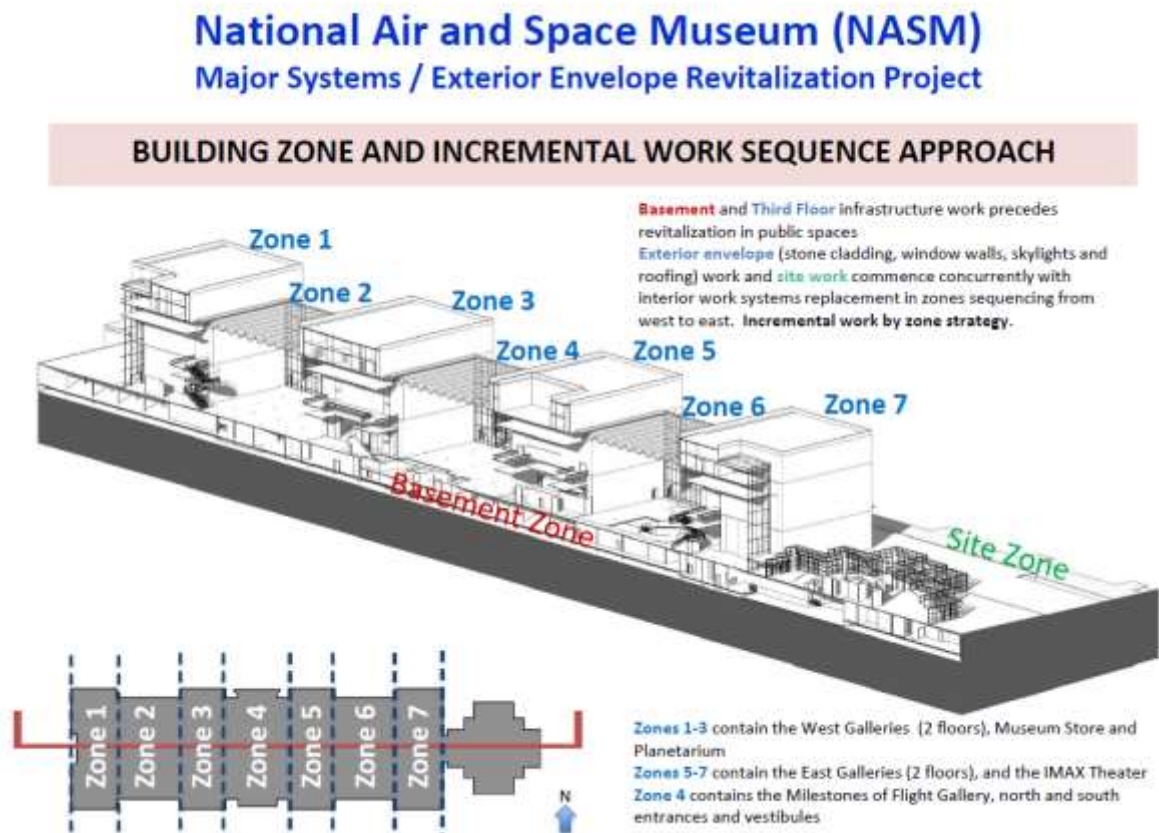 National Air and Space Museum (NASM)
Major Systems / Exterior Envelope Revitalization Project
BUILDING ZONE AND INCREMENTAL WORK SEQUENCE APPROACH
Basement and Third Floor infrastructure work precedes
revitalization in public spaces
Exterior envelope (stone cladding, window walls, skylights and
roofing) work and site work commence concurrently with
interior work systems replacement in zones sequencing from
west to east. Incremental work by zone strategy.
Zone 1
Zone 2
Zone 3
Zone 4
Zone 5
Zone 6
Zone 7
Basement Zone
Site Zone
Zone 1
Zone 2
Zone 3
Zone 4
Zone 5
Zone 6
Zone 7
N
Zones 1-3 contain the West Galleries (2 floors), Museum Store and
Planetarium
Zones 5-7 contain the East Galleries (2 floors), and the IMAX Theater
Zone 4 contains the Milestones of Flight Gallery, north and south
entrances and vestibules